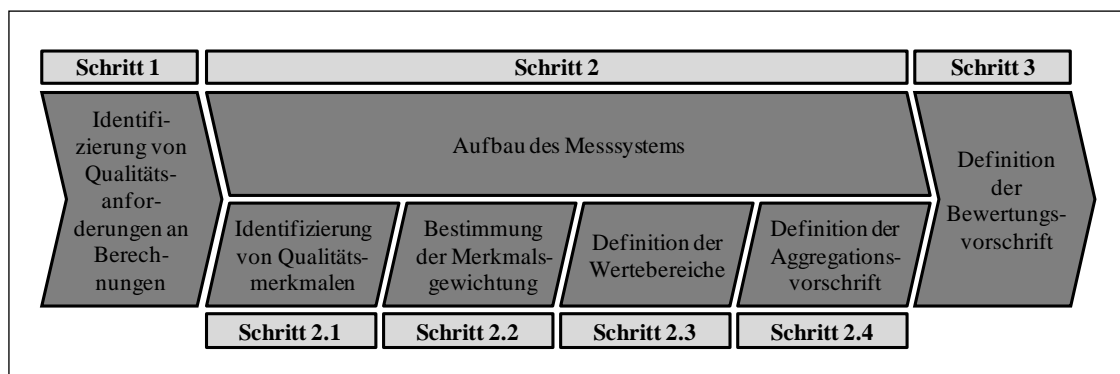 Schritt 1
Schritt 2
Schritt 3
Identifi-
zierung von
Qualitäts-
anfor-
derungen an
Berech-
nungen
Aufbau des Messsystems
Identifizierung
von Qualitäts-
merkmalen
Bestimmung
der Merkmals-
gewichtung
Definition der
Wertebereiche
Definition der
Aggregations-
vorschrift
Definition
der
Bewertungs-
vorschrift
Schritt 2.1
Schritt 2.2
Schritt 2.3
Schritt 2.4